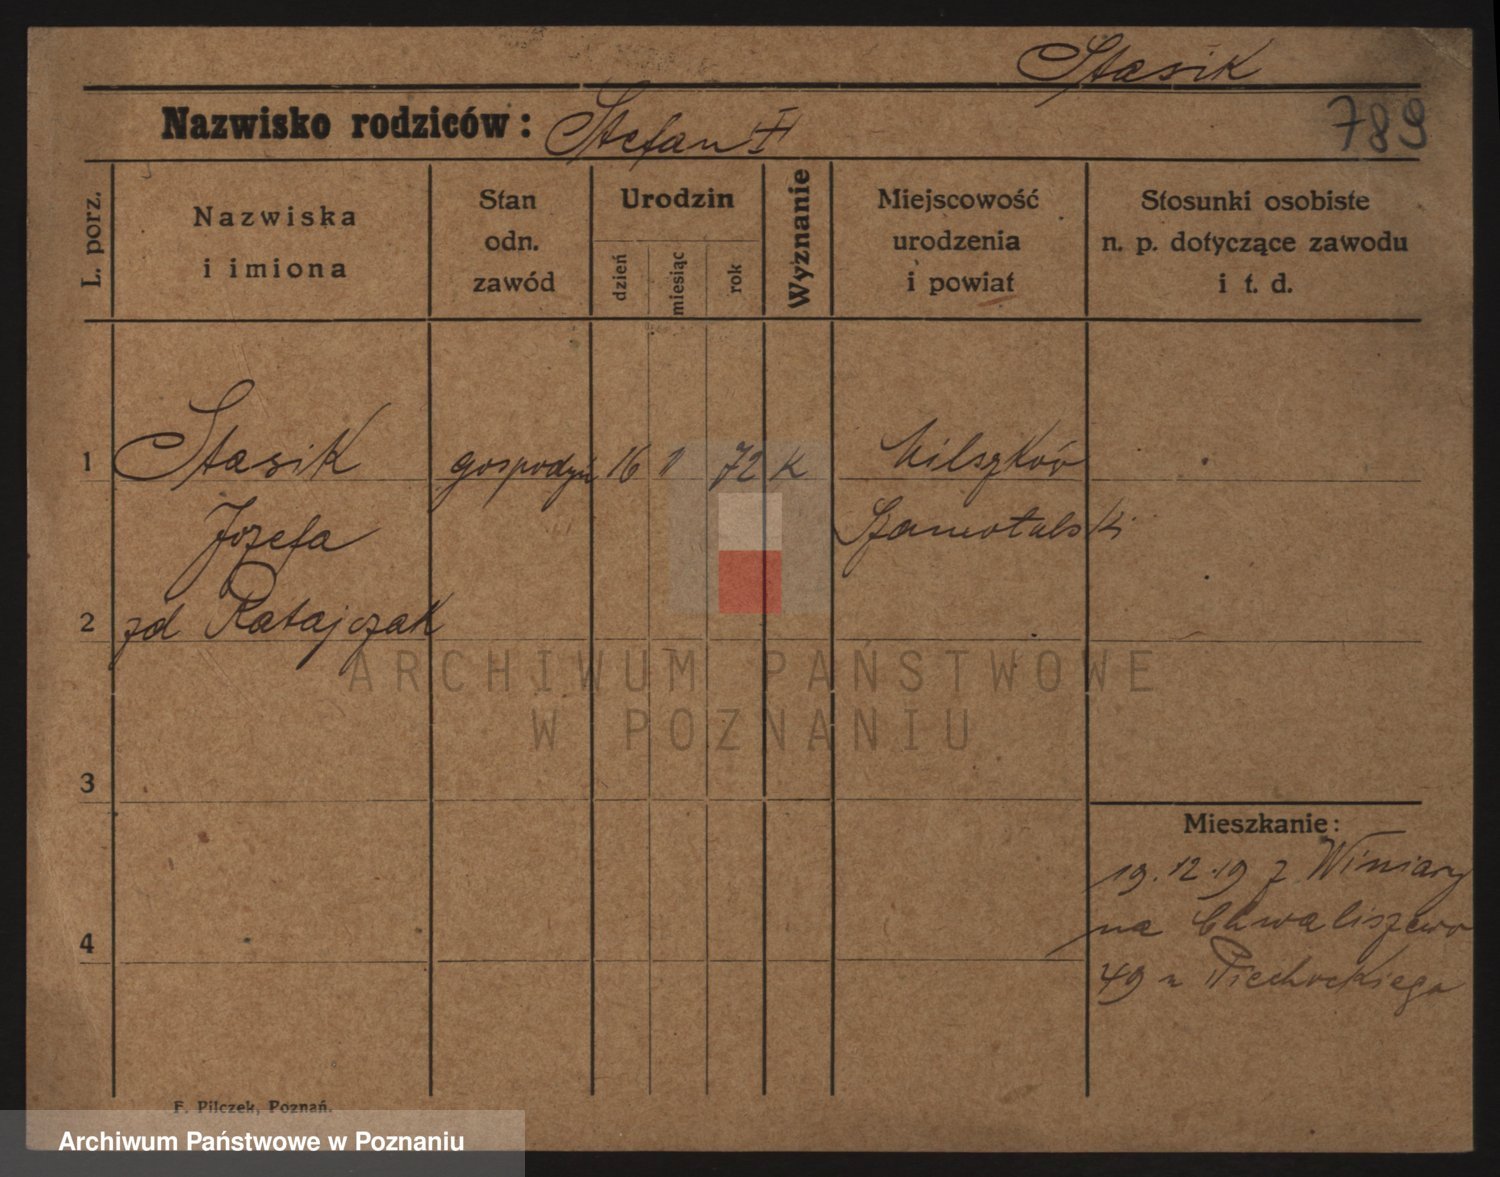 Stasik
Nazwisko rodziców: Stefan I
789
L. porz.
Nazwiska
i imiona
Stan
odn.
zawód
Urodzin
dzień
miesiąc
rok
Wyznanie
Miejscowość
urodzenia
i powiat
Stosunki osobiste
n. p. dotyczące zawodu
i t. d.
1
Stasik
gospodyni
16
72
K
Szamotulski
Jozefa
2
zd Ratajczak
ARCHIWUM PAŃSTWOWE
W POZNANIU
3
Mieszkanie:
19.12.19 z Winiary
na Chwaliszewo
4
49 u Piechockiego
F. Pilczek, Poznań.
Archiwum Państwowe w Poznaniu